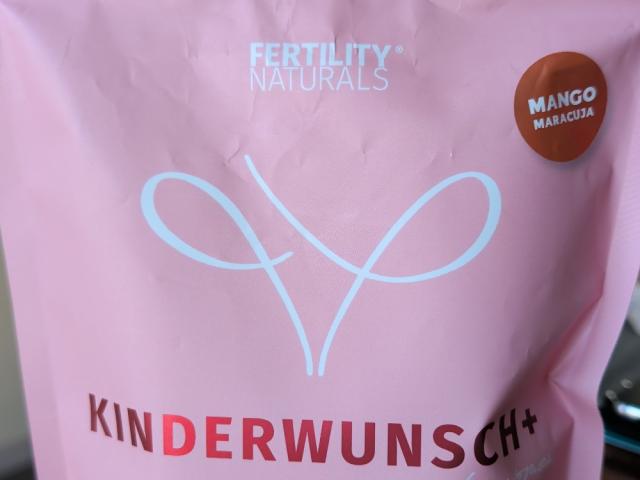 FERTILITY®
NATURALS
MANGO
MARACUJA
KINDERWUNSCH+